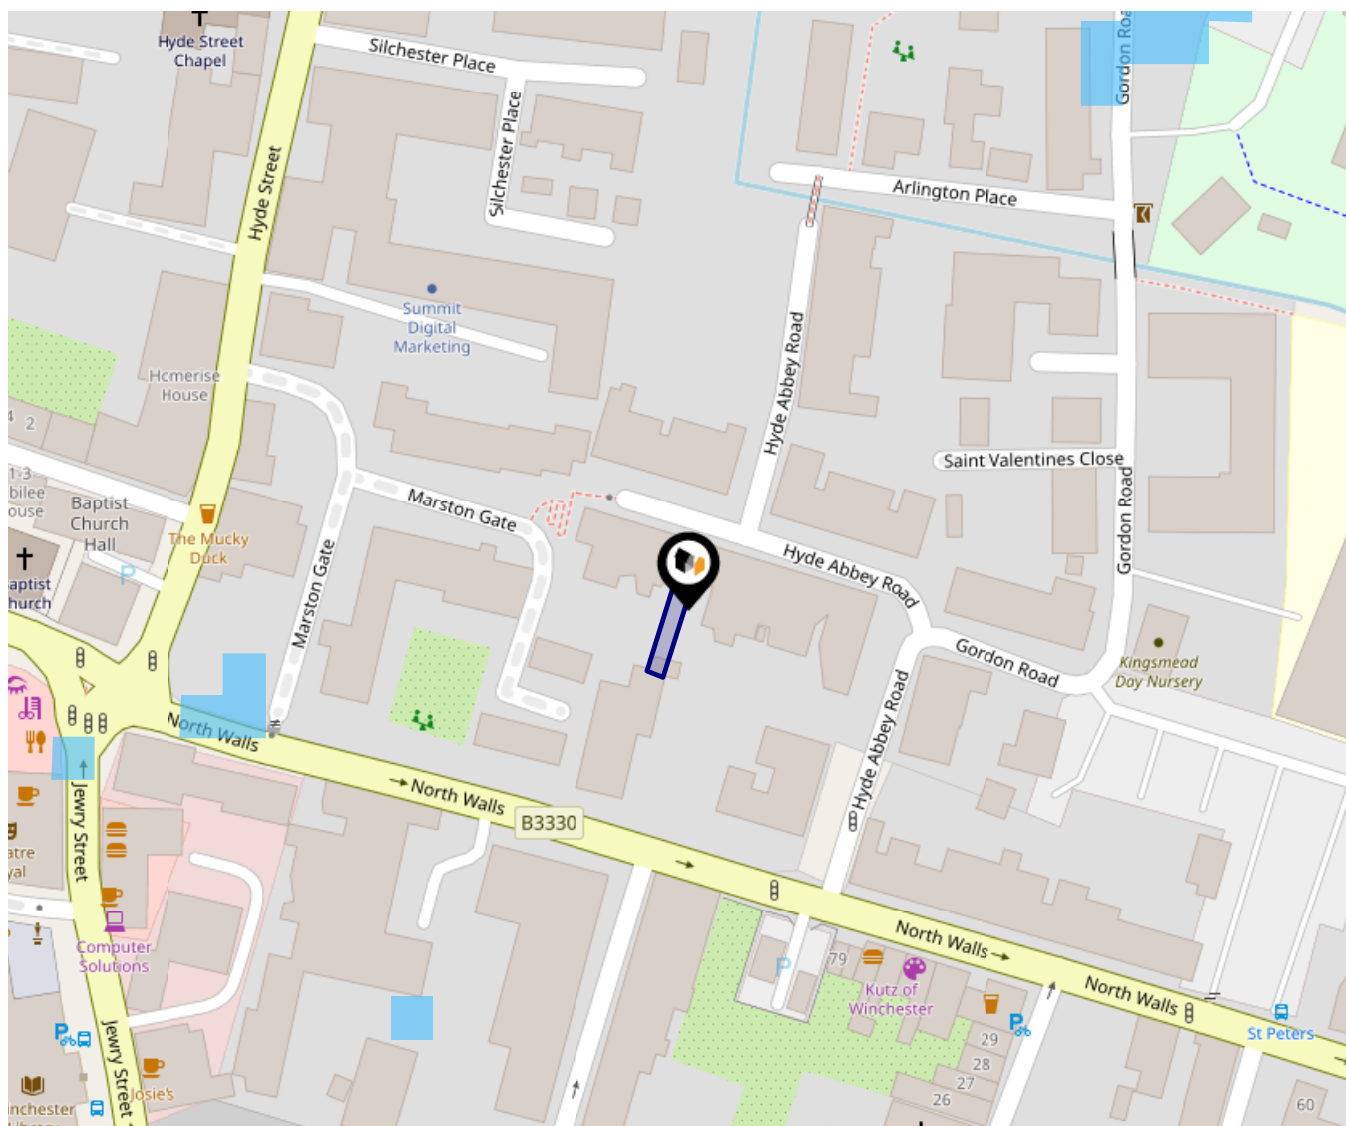 Hyde Street
Chapel
Silchester Place
Silchester Place
Hyde Street
Gordon Road
Arlington Place
Summit
Digital
Marketing
Homerise
House
2
Hyde Abbey Road
Saint Valentines Close
Gordon Road
Baptist
Church
Hall
The Mucky
Duck
Marston Gate
Marston Gate
Hyde Abbey Road
P
Gordon Road
Kingsmead
Day Nursery
Hyde Abbey Road
North Walls
North Walls
B3330
Jewry Street
Computer
Solutions
North Walls
North Walls
79
P
Kutz of
Winchester
P
St Peters
29
28
27
26
60
P
Josie's
Jewry Street